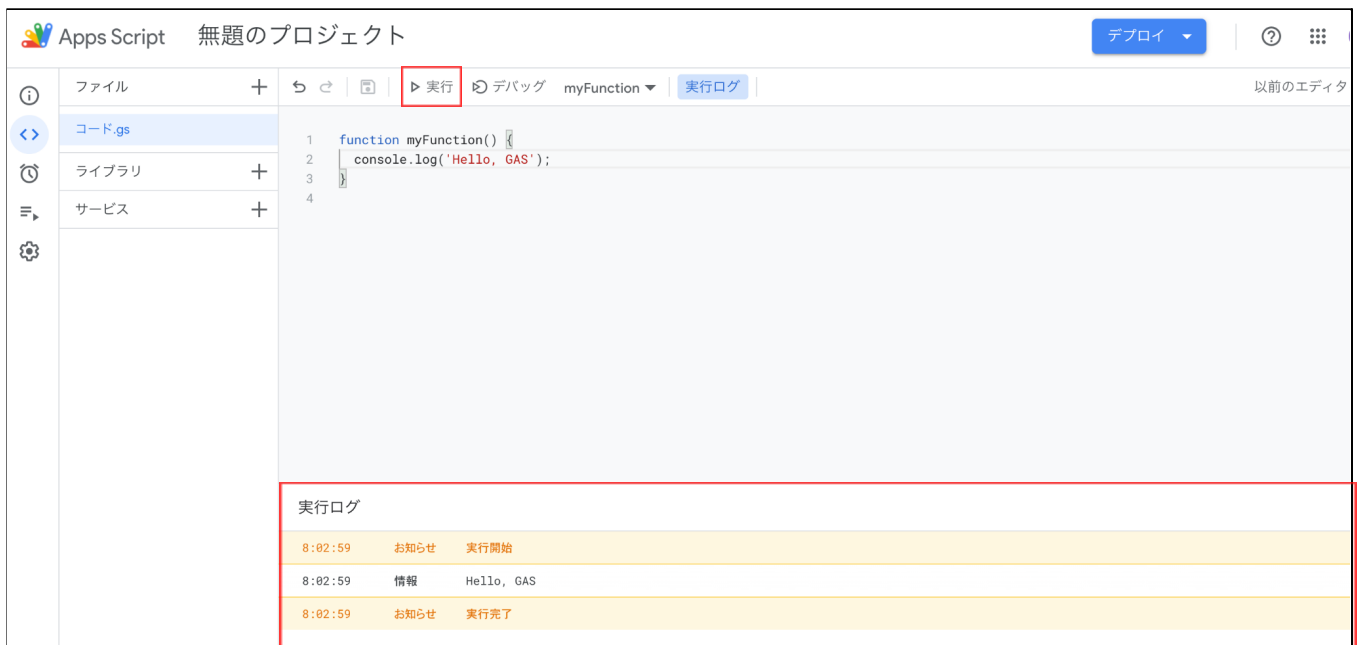 Apps Script 無題のプロジェクト デプロイ
ファイル
実行 デバッグ myFunction 実行ログ 以前のエディタ
コード.gs
ライブラリ
サービス
1 function myFunction() {
2 console.log('Hello, GAS');
3 }
4
実行ログ
8:02:59 お知らせ 実行開始
8:02:59 情報 Hello, GAS
8:02:59 お知らせ 実行完了